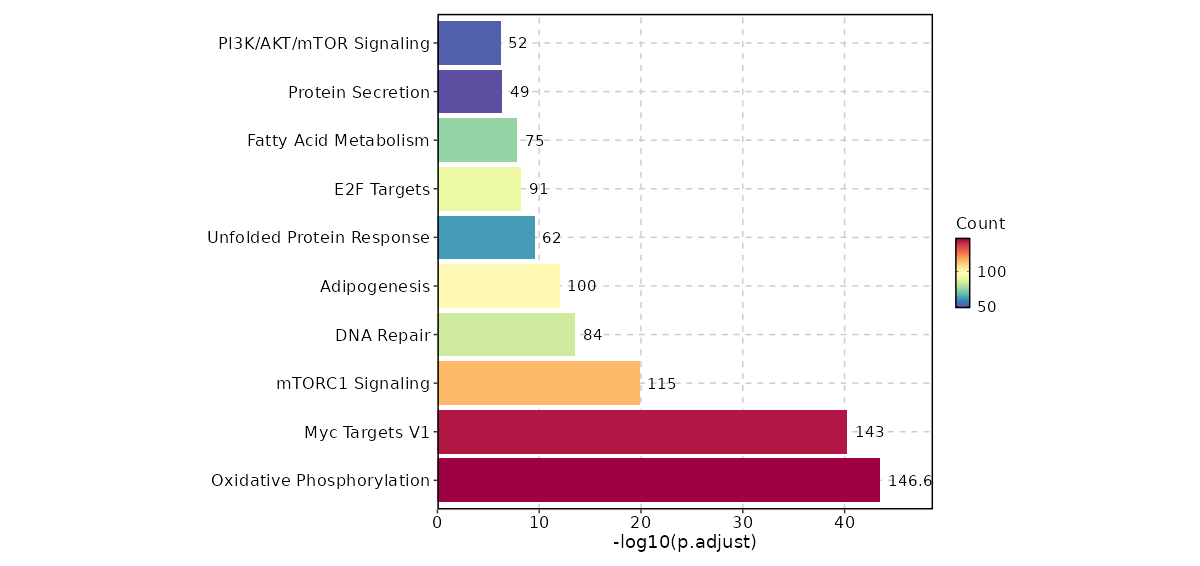 PI3K/AKT/mTOR Signaling 52
Protein Secretion 49
Fatty Acid Metabolism 75
E2F Targets 91
Unfolded Protein Response 62
Adipogenesis 100
DNA Repair 84
mTORC1 Signaling 115
Myc Targets V1 143
Oxidative Phosphorylation 146.6
0 10 20 30 40
-log10(p.adjust)
Count
100
50